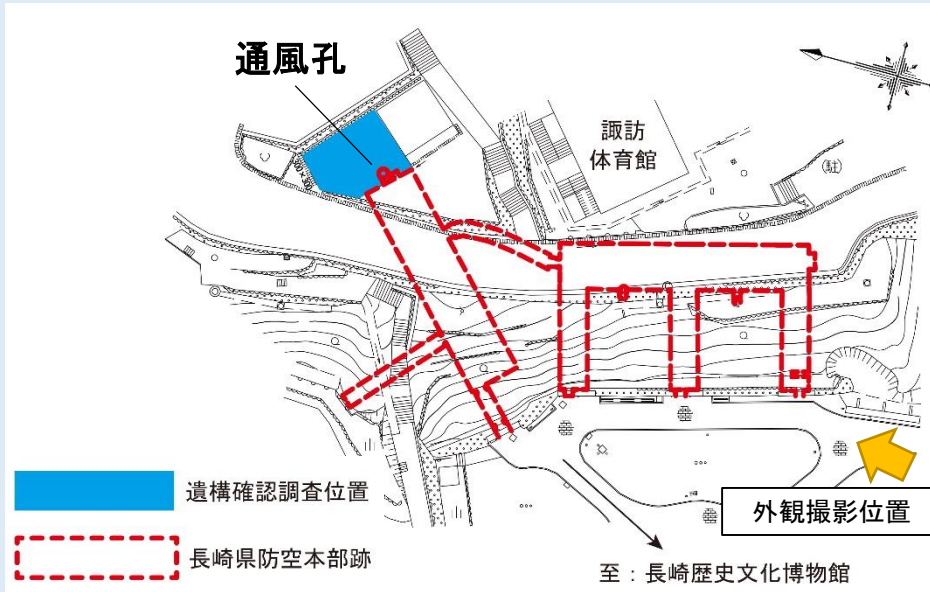 通風孔
諏訪
体育館
駐
遺構確認調査位置
外観撮影位置
長崎県防空本部跡
至：長崎歴史文化博物館